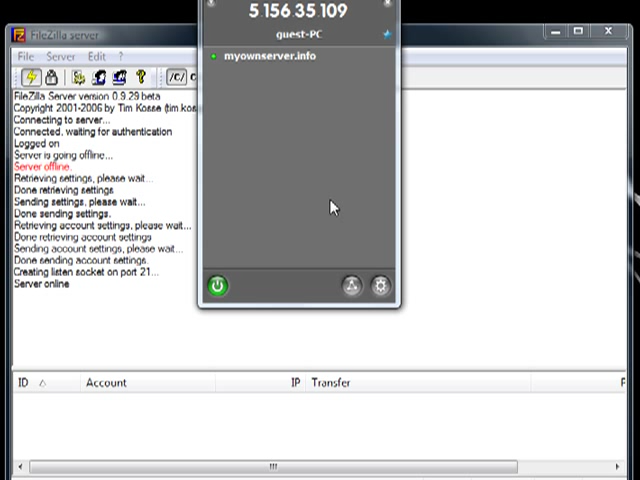 5.156.35.109
guest-PC
myownserver.info
FileZilla server
File Server Edit ?
/C/
FileZilla Server version 0.9.29 beta
Copyright 2001-2006 by Tim Kosse (tim.kos
Connecting to server...
Connected, waiting for authentication
Logged on
Server is going offline...
Server offline.
Retrieving settings, please wait...
Done retrieving settings
Sending settings, please wait...
Done sending settings.
Retrieving account settings, please wait...
Done retrieving account settings
Sending account settings, please wait...
Done sending account settings.
Creating listen socket on port 21...
Server online
ID Account IP Transfer P